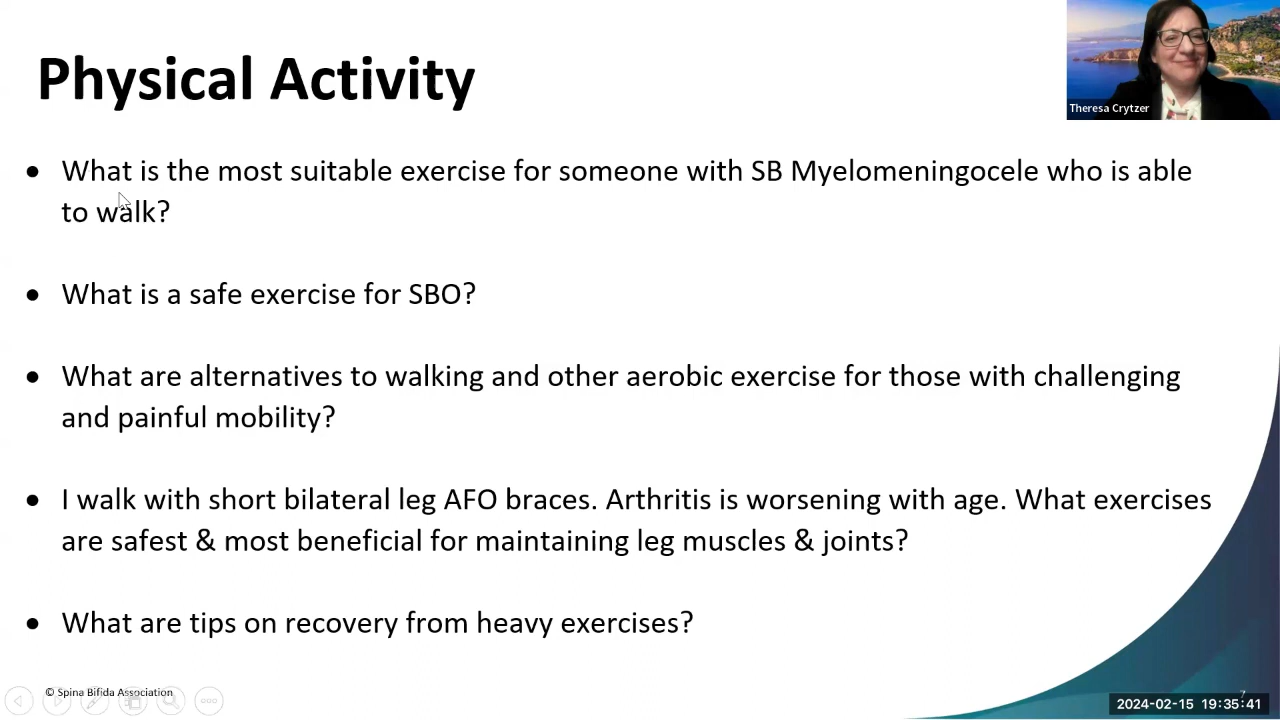 Physical Activity
Theresa Crytzer
• What is the most suitable exercise for someone with SB Myelomeningocele who is able
to walk?
• What is a safe exercise for SBO?
• What are alternatives to walking and other aerobic exercise for those with challenging
and painful mobility?
• I walk with short bilateral leg AFO braces. Arthritis is worsening with age. What exercises
are safest & most beneficial for maintaining leg muscles & joints?
• What are tips on recovery from heavy exercises?
© Spina Bifida Association
7
2024-02-15 19:35:41